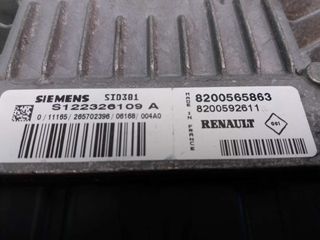 SIEMENS SID301
S122326109 A
0 / 11165 / 265702396 / 06168 / 004A0
MADE IN FRANCE
8200565863
8200592611
RENAULT